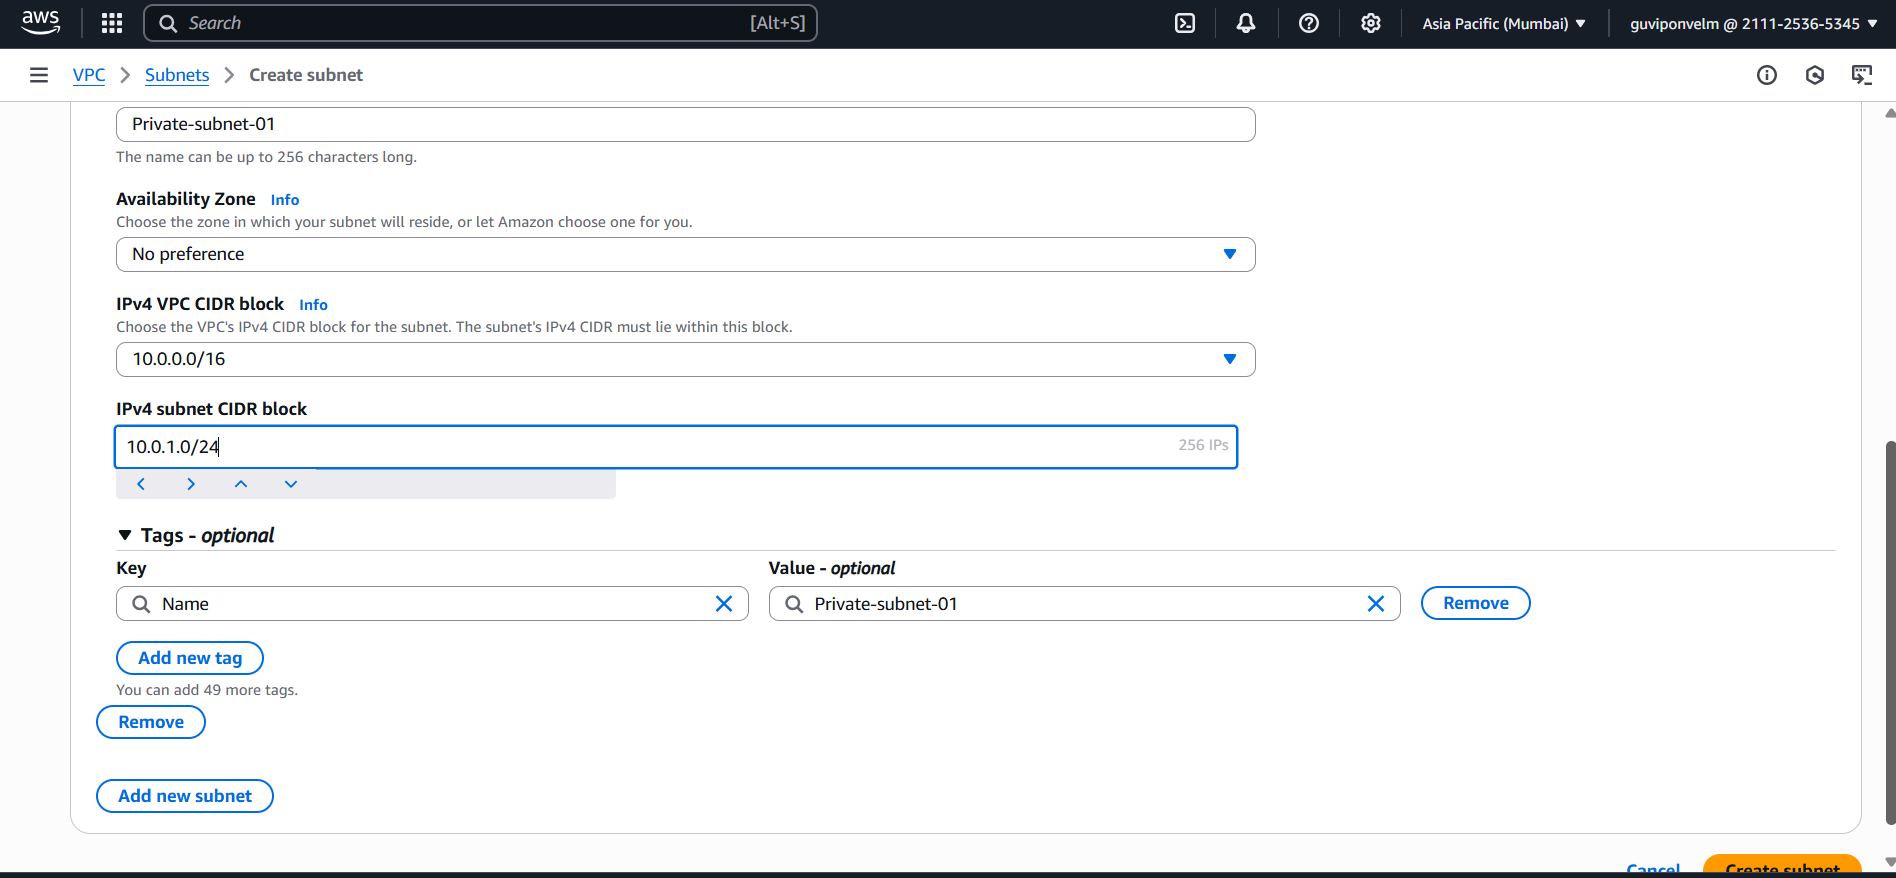 aws
Search [Alt+S]
Asia Pacific (Mumbai)
guviponvelm @ 2111-2536-5345
VPC
Subnets
Create subnet
Private-subnet-01
The name can be up to 256 characters long.
Availability Zone Info
Choose the zone in which your subnet will reside, or let Amazon choose one for you.
No preference
IPv4 VPC CIDR block Info
Choose the VPC's IPv4 CIDR block for the subnet. The subnet's IPv4 CIDR must lie within this block.
10.0.0.0/16
IPv4 subnet CIDR block
10.0.1.0/24 256 IPs
Tags - optional
Key
Value - optional
Name
Private-subnet-01
Remove
Add new tag
You can add 49 more tags.
Remove
Add new subnet
Cancel
Create subnet